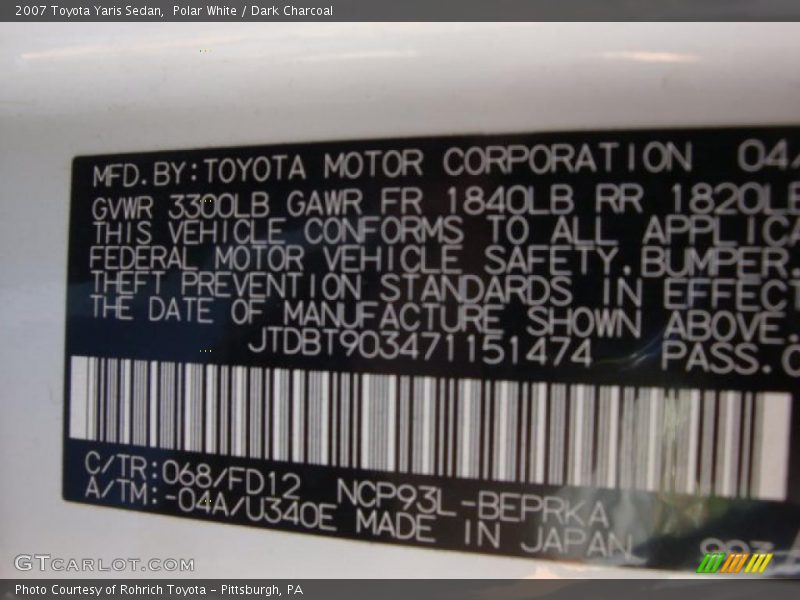 2007 Toyota Yaris Sedan, Polar White / Dark Charcoal
MFD.BY:TOYOTA MOTOR CORPORATION 04
GVWR 3300LB GAWR FR 1840LB RR 1820LB
THIS VEHICLE CONFORMS TO ALL APPLICA
FEDERAL MOTOR VEHICLE SAFETY.BUMPER.
THEFT PREVENTION STANDARDS IN EFFECT
THE DATE OF MANUFACTURE SHOWN ABOVE.
JTDBT903471151474 PASS.C
C/TR:068/FD12 NCP93L-BEPRKA
A/TM:-04A/U340E MADE IN JAPAN
GTCARLOT.COM
Photo Courtesy of Rohrich Toyota - Pittsburgh, PA